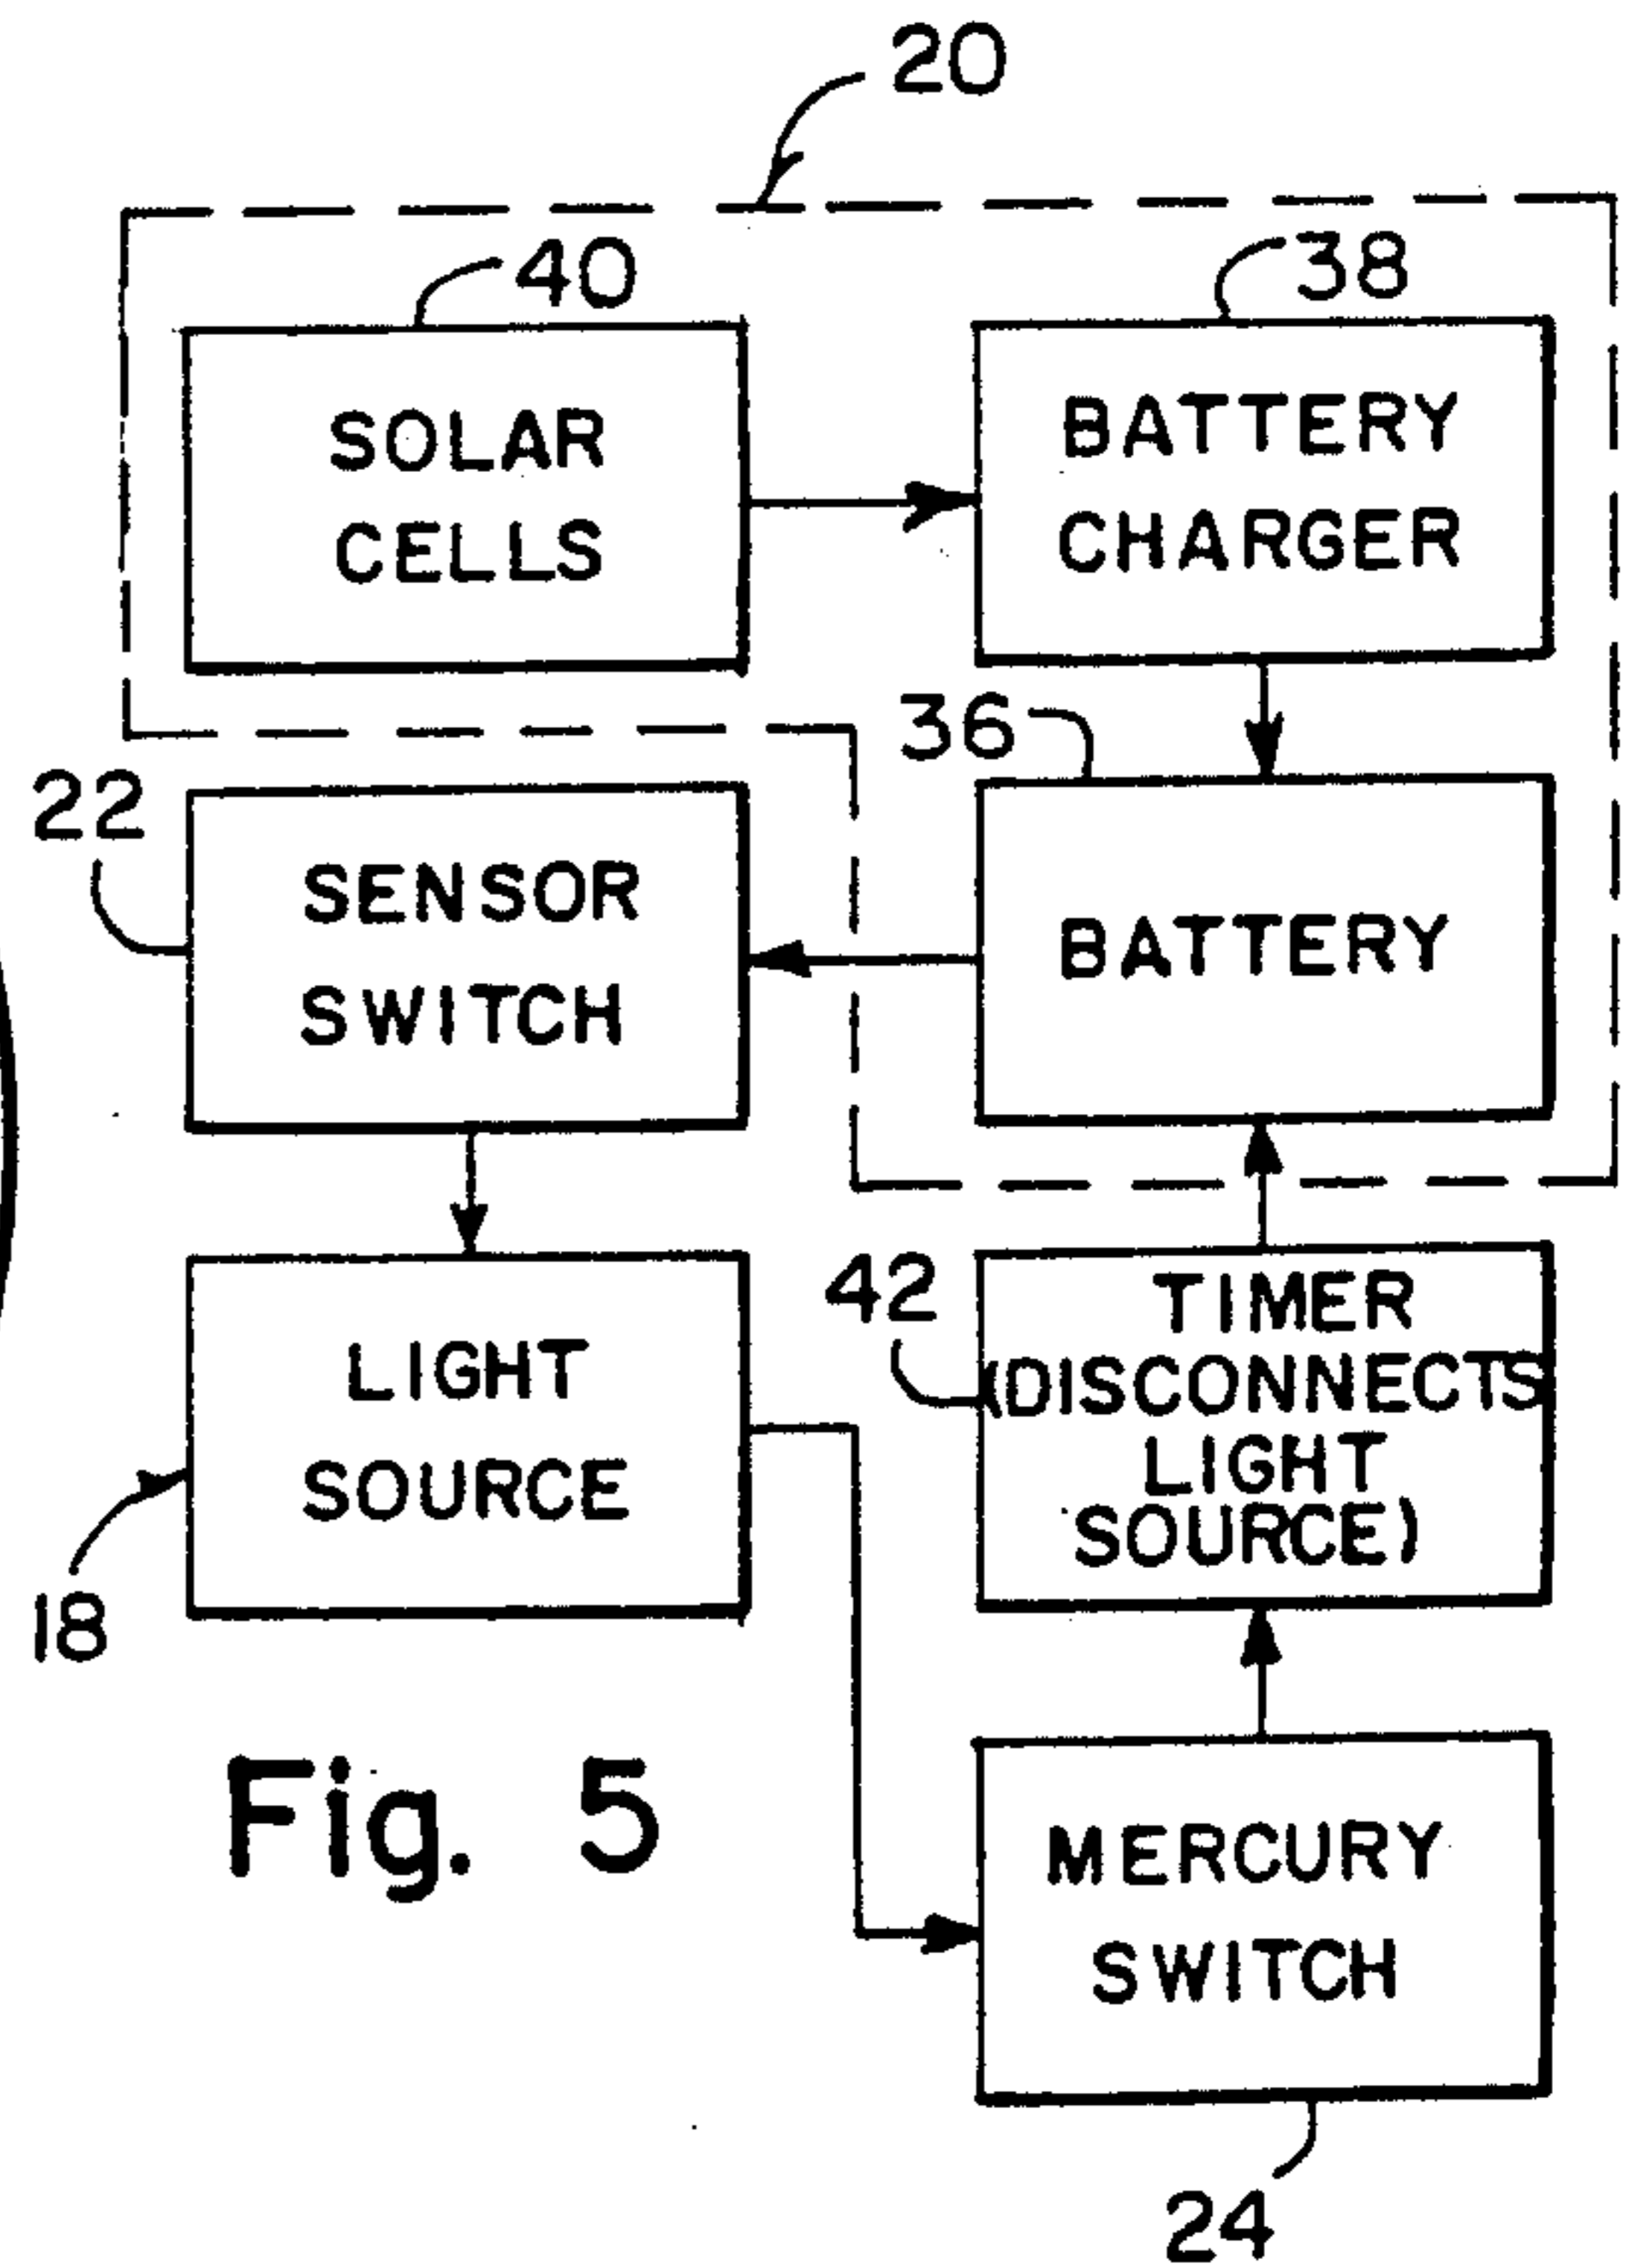 20
40
38
SOLAR
CELLS
BATTERY
CHARGER
36
22
SENSOR
SWITCH
BATTERY
42
LIGHT
SOURCE
TIMER
(DISCONNECTS
LIGHT
SOURCE)
18
Fig. 5
MERCURY
SWITCH
24